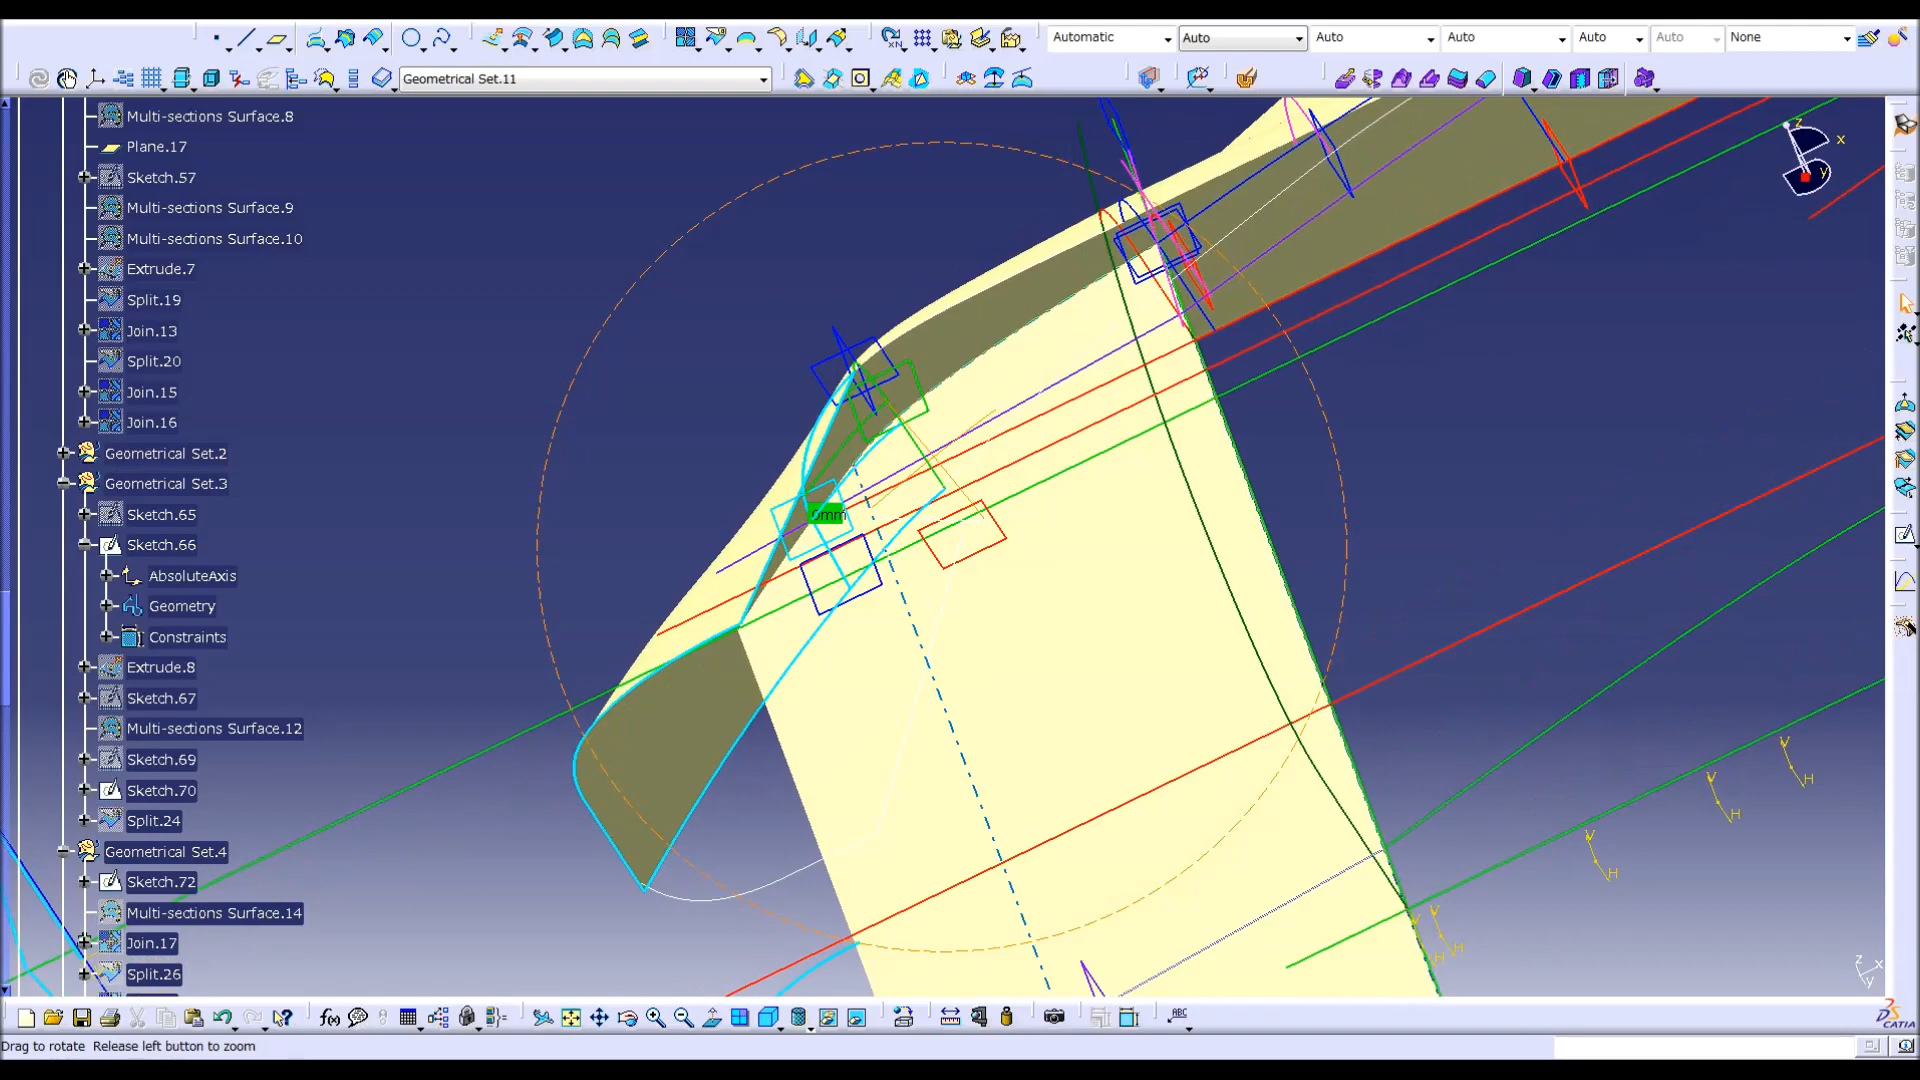 Automatic Auto Auto Auto Auto Auto None
Geometrical Set.11
Multi-sections Surface.8
Plane.17
Sketch.57
Multi-sections Surface.9
Multi-sections Surface.10
Extrude.7
Split.19
Join.13
Split.20
Join.15
Join.16
Geometrical Set.2
Geometrical Set.3
Sketch.65
Sketch.66
AbsoluteAxis
Geometry
Constraints
Extrude.8
Sketch.67
Multi-sections Surface.12
Sketch.69
Sketch.70
Split.24
Geometrical Set.4
Sketch.72
Multi-sections Surface.14
Join.17
Split.26
z
x
y
V
H
V
H
V
H
V
H
H
z
x
y
f(x)
ABC
CATIA
Drag to rotate Release left button to zoom